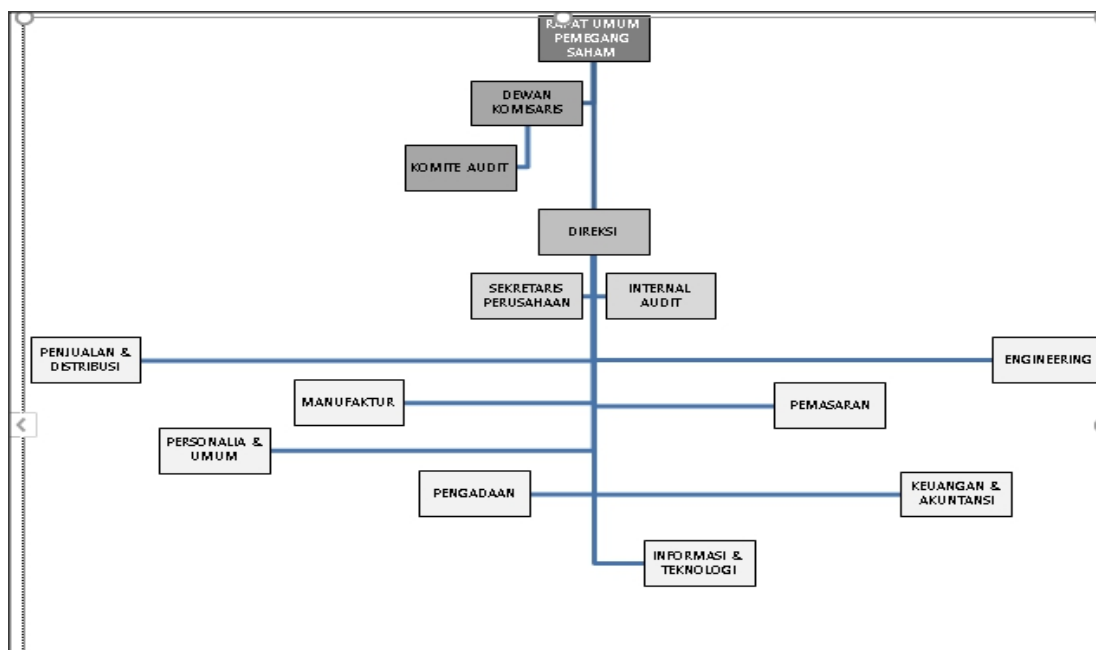 RAPAT UMUM
PEMEGANG
SAHAM
DEWAN
KOMISARIS
KOMITE AUDIT
DIREKSI
SEKRETARIS
PERUSAHAAN
INTERNAL
AUDIT
PENJUALAN &
DISTRIBUSI
ENGINEERING
MANUFAKTUR
PEMASARAN
PERSONALIA &
UMUM
PENGADAAN
KEUANGAN &
AKUNTANSI
INFORMASI &
TEKNOLOGI